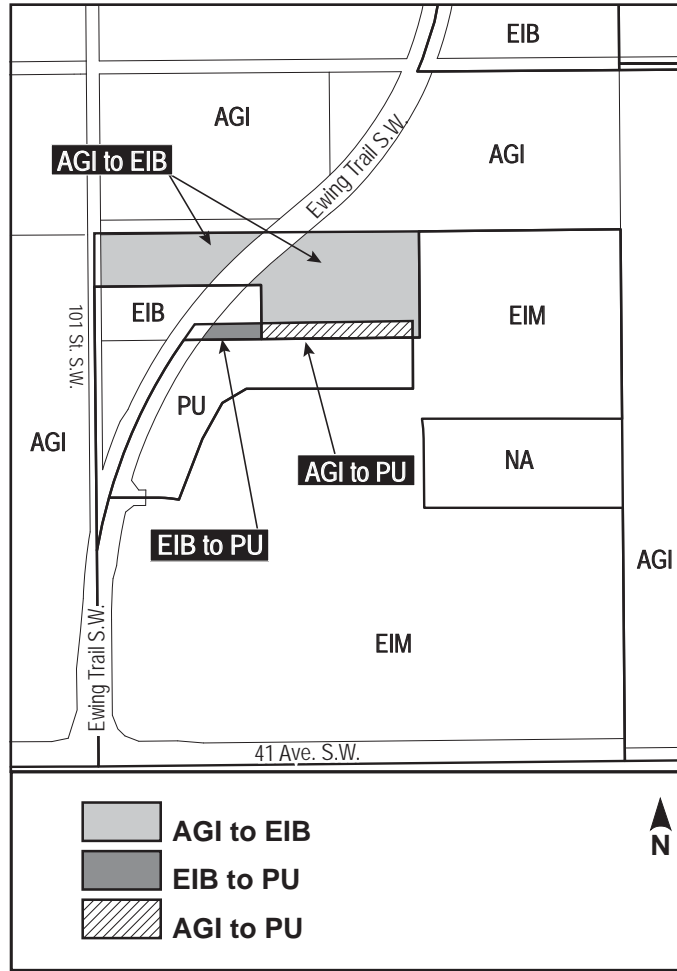 EIB
AGI
AGI to EIB
Ewing Trail S.W.
AGI
101 St. S.W.
EIB
EIM
PU
AGI
AGI to PU
NA
EIB to PU
AGI
Ewing Trail S.W.
EIM
41 Ave. S.W.
AGI to EIB
EIB to PU
AGI to PU
N